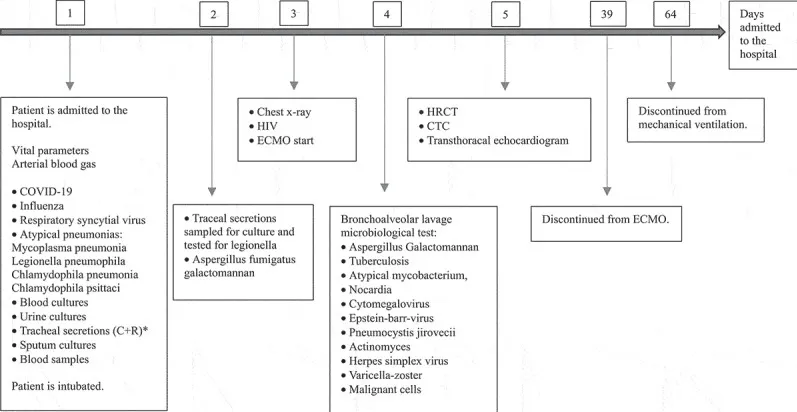 1
2
3
4
5
39
64
Days
admitted
to the
hospital
Patient is admitted to the
hospital.
Vital parameters
Arterial blood gas
• COVID-19
• Influenza
• Respiratory syncytial virus
• Atypical pneumonias:
Mycoplasma pneumonia
Legionella pneumophila
Chlamydophila pneumonia
Chlamydophila psittaci
• Blood cultures
• Urine cultures
• Tracheal secretions (C+R)*
• Sputum cultures
• Blood samples
Patient is intubated.
• Traceal secretions
sampled for culture and
tested for legionella
• Aspergillus fumigatus
galactomannan
• Chest x-ray
• HIV
• ECMO start
Bronchoalveolar lavage
microbiological test:
• Aspergillus Galactomannan
• Tuberculosis
• Atypical mycobacterium,
• Nocardia
• Cytomegalovirus
• Epstein-barr-virus
• Pneumocystis jirovecii
• Actinomyces
• Herpes simplex virus
• Varicella-zoster
• Malignant cells
• HRCT
• CTC
• Transthoracal echocardiogram
Discontinued from ECMO.
Discontinued from
mechanical ventilation.